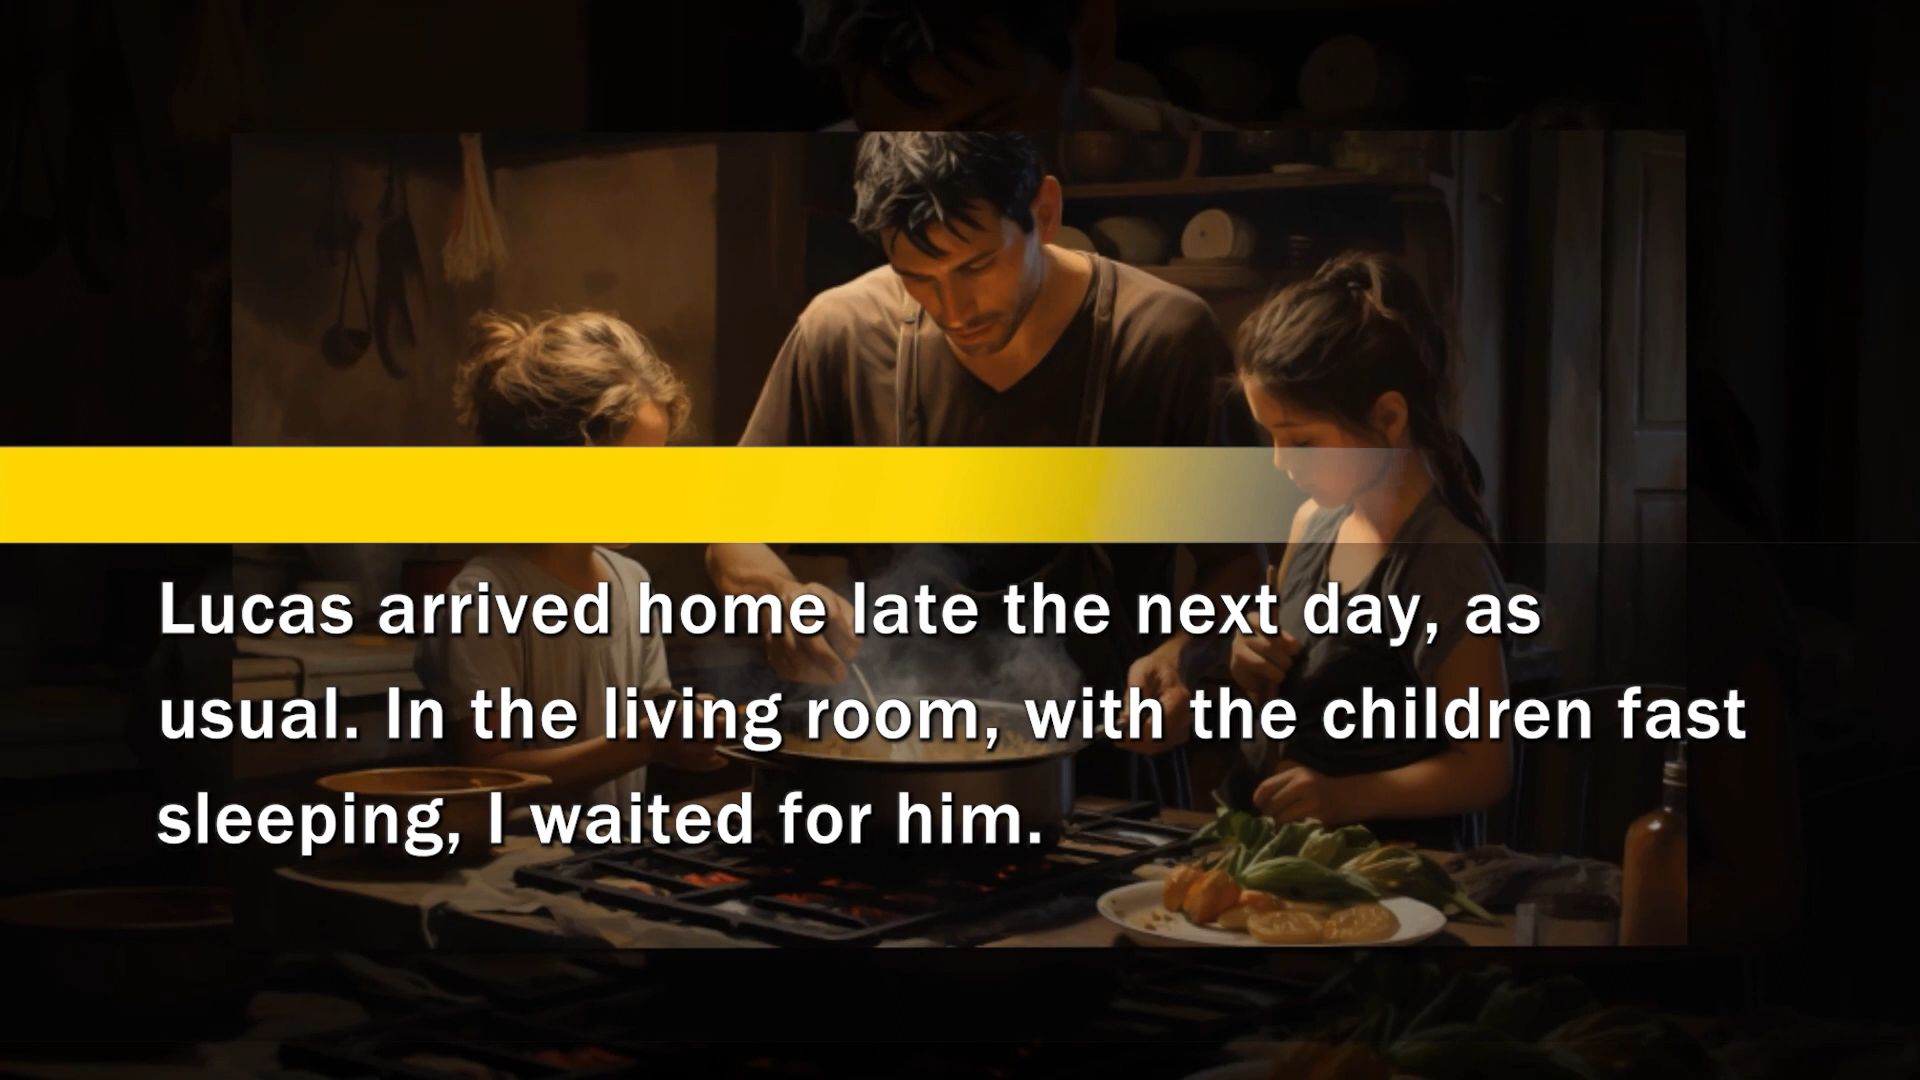 Lucas arrived home late the next day, as
usual. In the living room, with the children fast
sleeping, I waited for him.